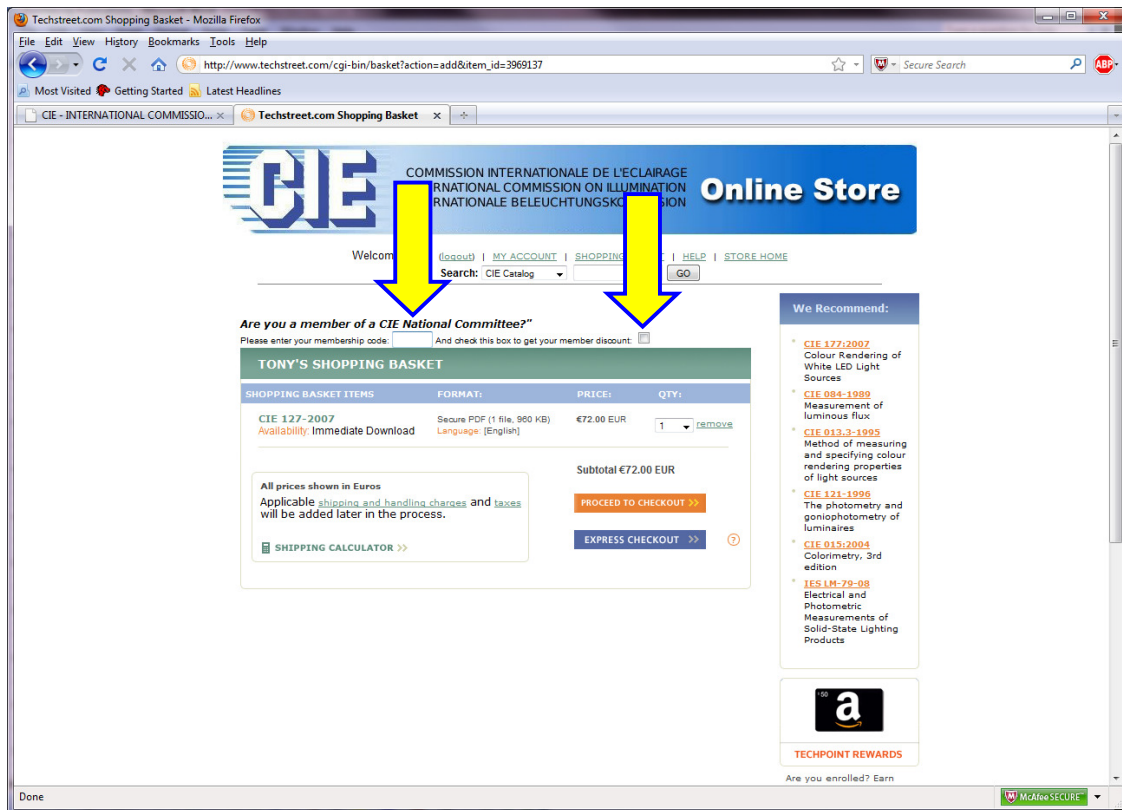 Techstreet.com Shopping Basket - Mozilla Firefox
File Edit View History Bookmarks Tools Help
http://www.techstreet.com/cgi-bin/basket?action=add&item_id=3969137
Secure Search
ABP
Most Visited Getting Started Latest Headlines
CIE - INTERNATIONAL COMMISSIO...
Techstreet.com Shopping Basket
CIE
COMMISSION INTERNATIONALE DE L'ECLAIRAGE
RNATIONAL COMMISSION ON ILLUMINATION
RNATIONALE BELEUCHTUNGSKO SION
Online Store
Welcom (logout) | MY ACCOUNT | SHOPPING T | HELP | STORE HOME
Search: CIE Catalog GO
Are you a member of a CIE National Committee?"
Please enter your membership code: And check this box to get your member discount:
TONY'S SHOPPING BASKET
SHOPPING BASKET ITEMS FORMAT: PRICE: QTY:
CIE 127-2007 Secure PDF (1 file, 960 KB) €72.00 EUR 1 remove
Availability: Immediate Download Language: [English]
Subtotal €72.00 EUR
All prices shown in Euros
Applicable shipping and handling charges and taxes
will be added later in the process.
SHIPPING CALCULATOR >>
PROCEED TO CHECKOUT >>
EXPRESS CHECKOUT >> ?
We Recommend:
CIE 177:2007
Colour Rendering of
White LED Light
Sources
CIE 084-1989
Measurement of
luminous flux
CIE 013.3-1995
Method of measuring
and specifying colour
rendering properties
of light sources
CIE 121-1996
The photometry and
goniophotometry of
luminaires
CIE 015:2004
Colorimetry, 3rd
edition
IES LM-79-08
Electrical and
Photometric
Measurements of
Solid-State Lighting
Products
$50
a
TECHPOINT REWARDS
Are you enrolled? Earn
Done
McAfee SECURE